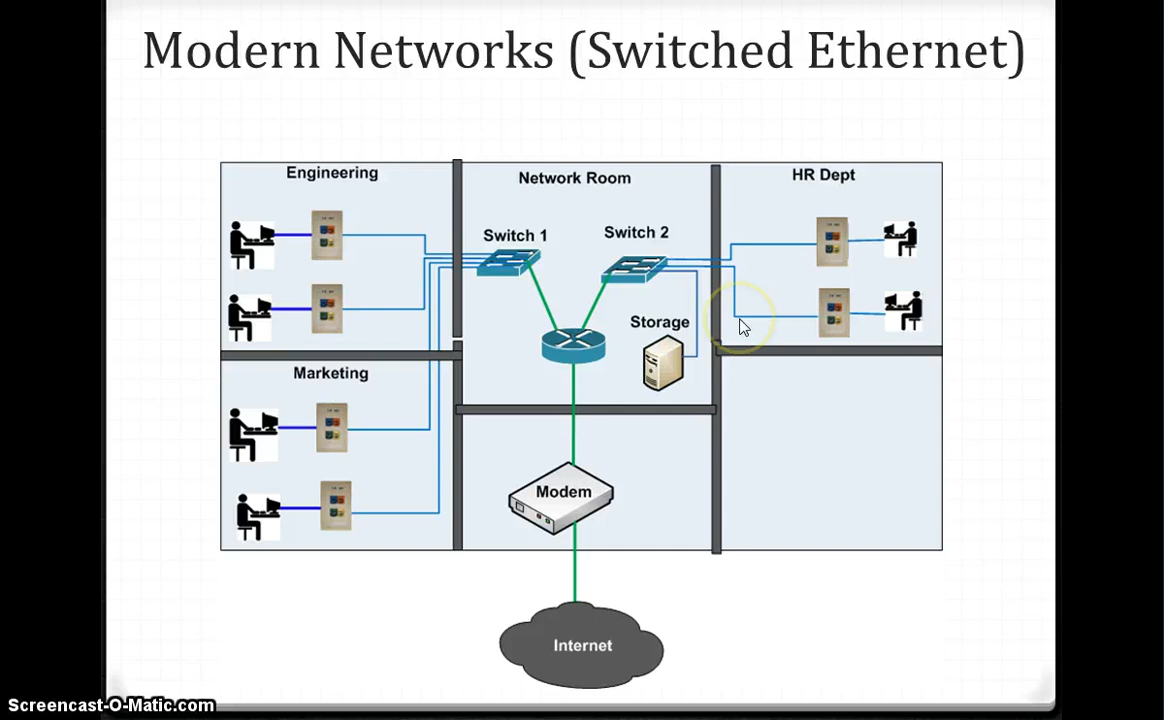 Modern Networks (Switched Ethernet)
Engineering
Network Room
HR Dept
Switch 1
Switch 2
Storage
Marketing
Modem
Internet
Screencast-O-Matic.com